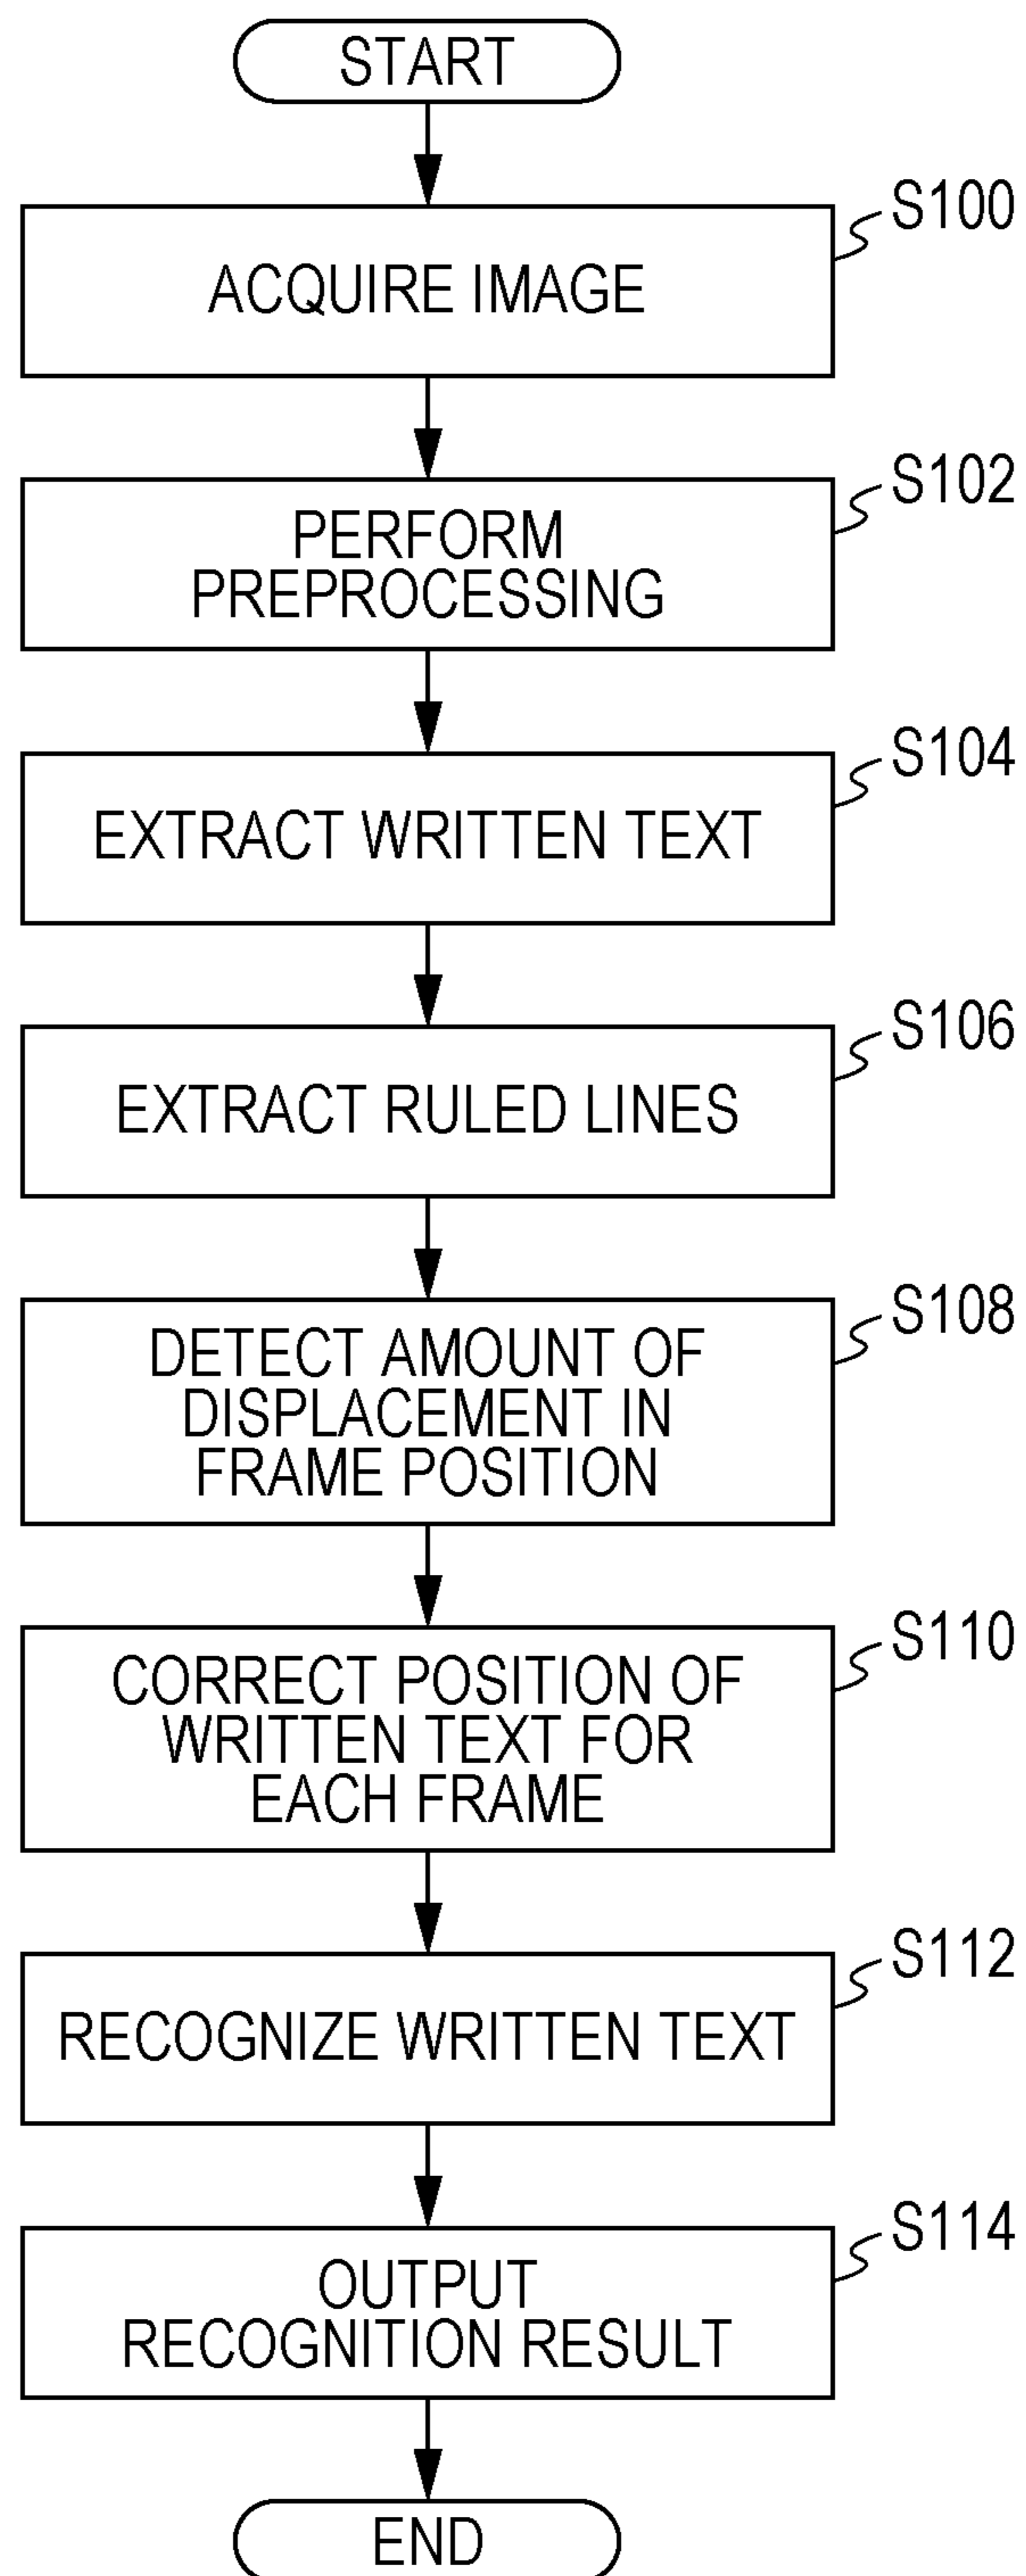 START
S100
ACQUIRE IMAGE
S102
PERFORM
PREPROCESSING
S104
EXTRACT WRITTEN TEXT
S106
EXTRACT RULED LINES
S108
DETECT AMOUNT OF
DISPLACEMENT IN
FRAME POSITION
S110
CORRECT POSITION OF
WRITTEN TEXT FOR
EACH FRAME
S112
RECOGNIZE WRITTEN TEXT
S114
OUTPUT
RECOGNITION RESULT
END